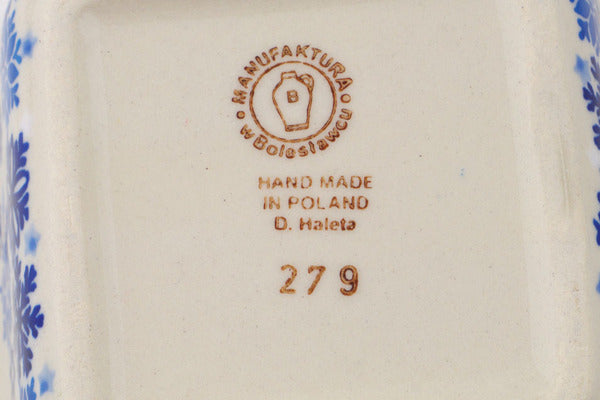 MANUFAKTURA
B
w Bolesławcu
HAND MADE
IN POLAND
D. Haleta
279